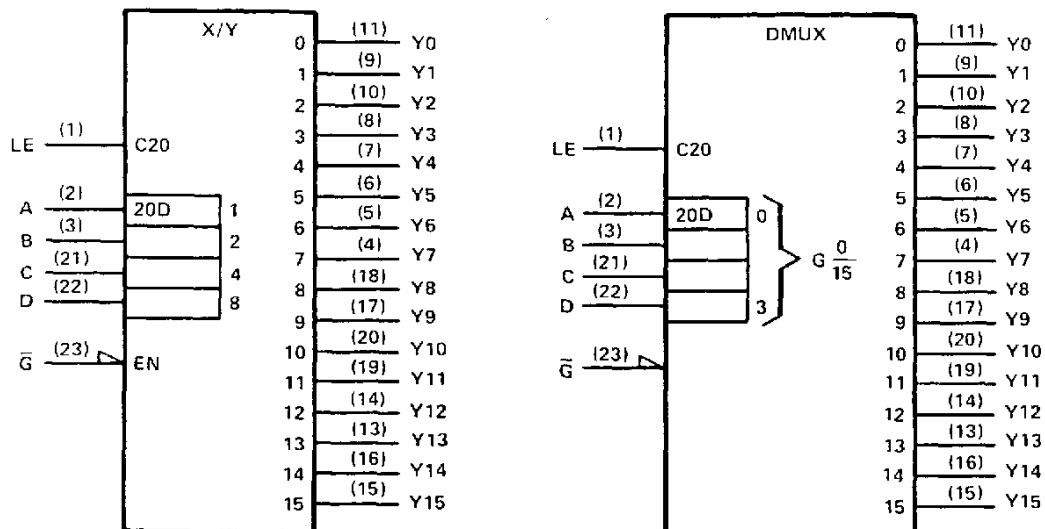 X/Y
LE (1) C20
A (2) 20D 1
B (3) 2
C (21) 4
D (22) 8
G̅ (23) EN
0 (11) Y0
1 (9) Y1
2 (10) Y2
3 (8) Y3
4 (7) Y4
5 (6) Y5
6 (5) Y6
7 (4) Y7
8 (18) Y8
9 (17) Y9
10 (20) Y10
11 (19) Y11
12 (14) Y12
13 (13) Y13
14 (16) Y14
15 (15) Y15
DMUX
LE (1) C20
A (2) 20D 0
B (3)
C (21)
D (22) 3
G 0/15
G̅ (23)
0 (11) Y0
1 (9) Y1
2 (10) Y2
3 (8) Y3
4 (7) Y4
5 (6) Y5
6 (5) Y6
7 (4) Y7
8 (18) Y8
9 (17) Y9
10 (20) Y10
11 (19) Y11
12 (14) Y12
13 (13) Y13
14 (16) Y14
15 (15) Y15